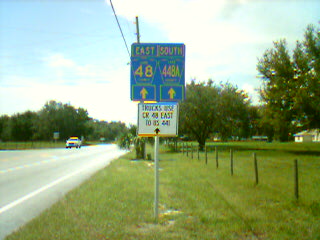 EAST SOUTH
48 448A
TRUCKS USE
CR 48 EAST
TO US 441